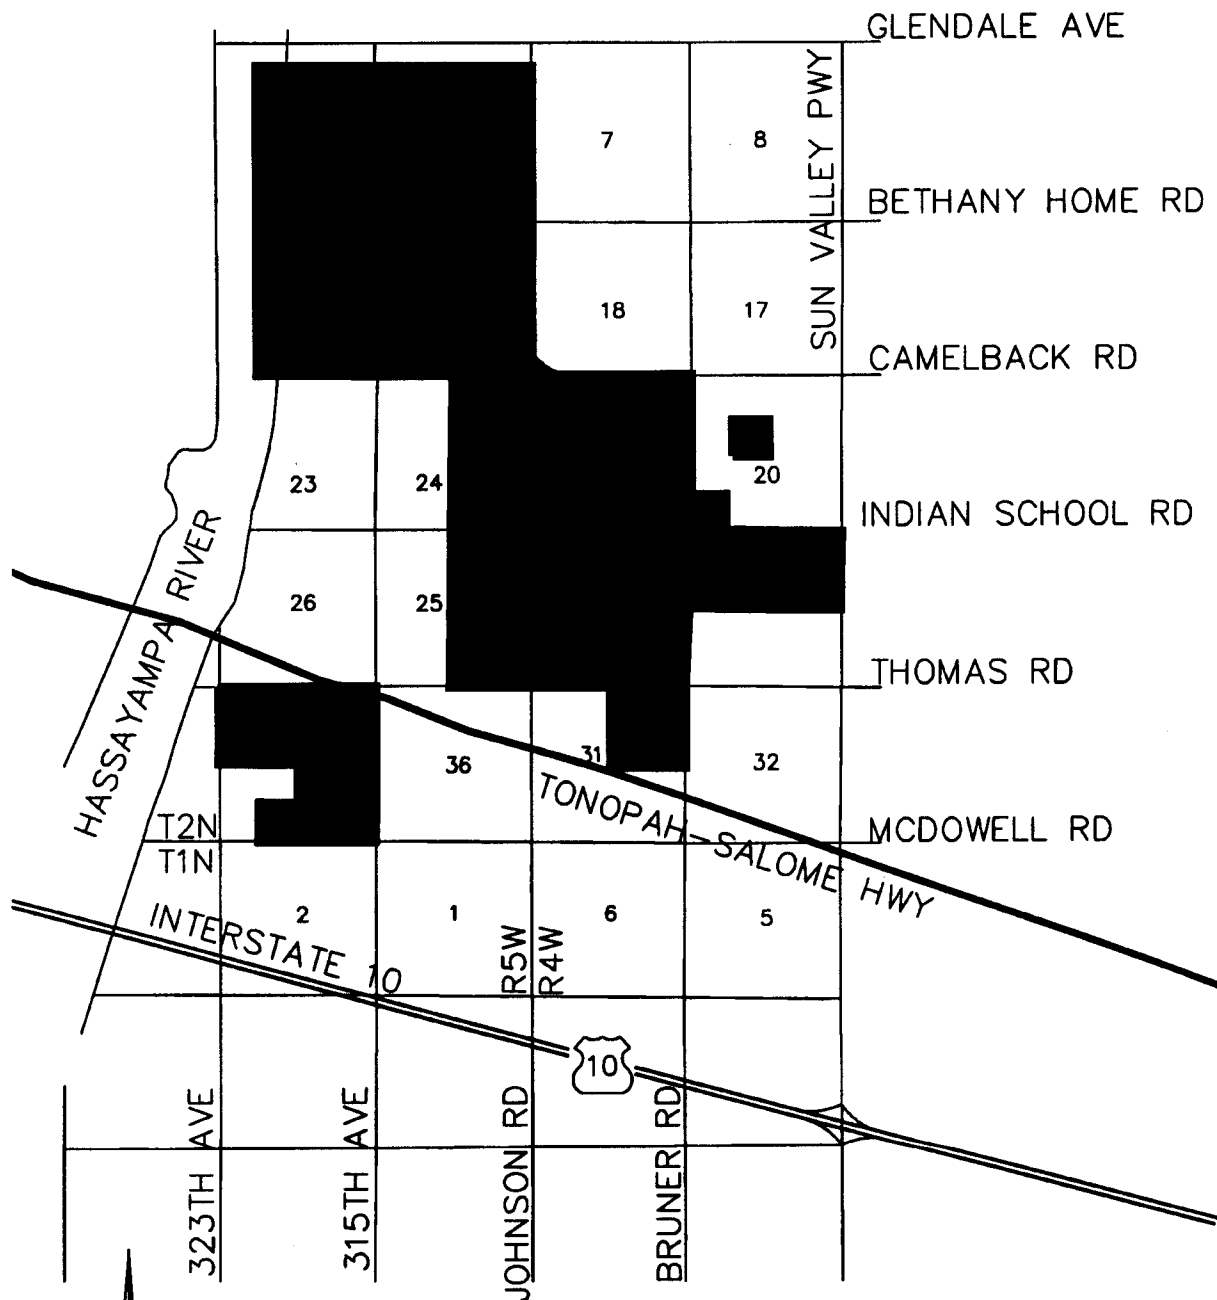 GLENDALE AVE
SUN VALLEY PWY
7
8
BETHANY HOME RD
18
17
CAMELBACK RD
23
24
20
INDIAN SCHOOL RD
HASSAYAMPA RIVER
26
25
THOMAS RD
36
31
32
TONOPAH-SALOME HWY
T2N
MCDOWELL RD
T1N
INTERSTATE 10
2
1
6
5
R5W
R4W
10
323TH AVE
315TH AVE
JOHNSON RD
BRUNER RD